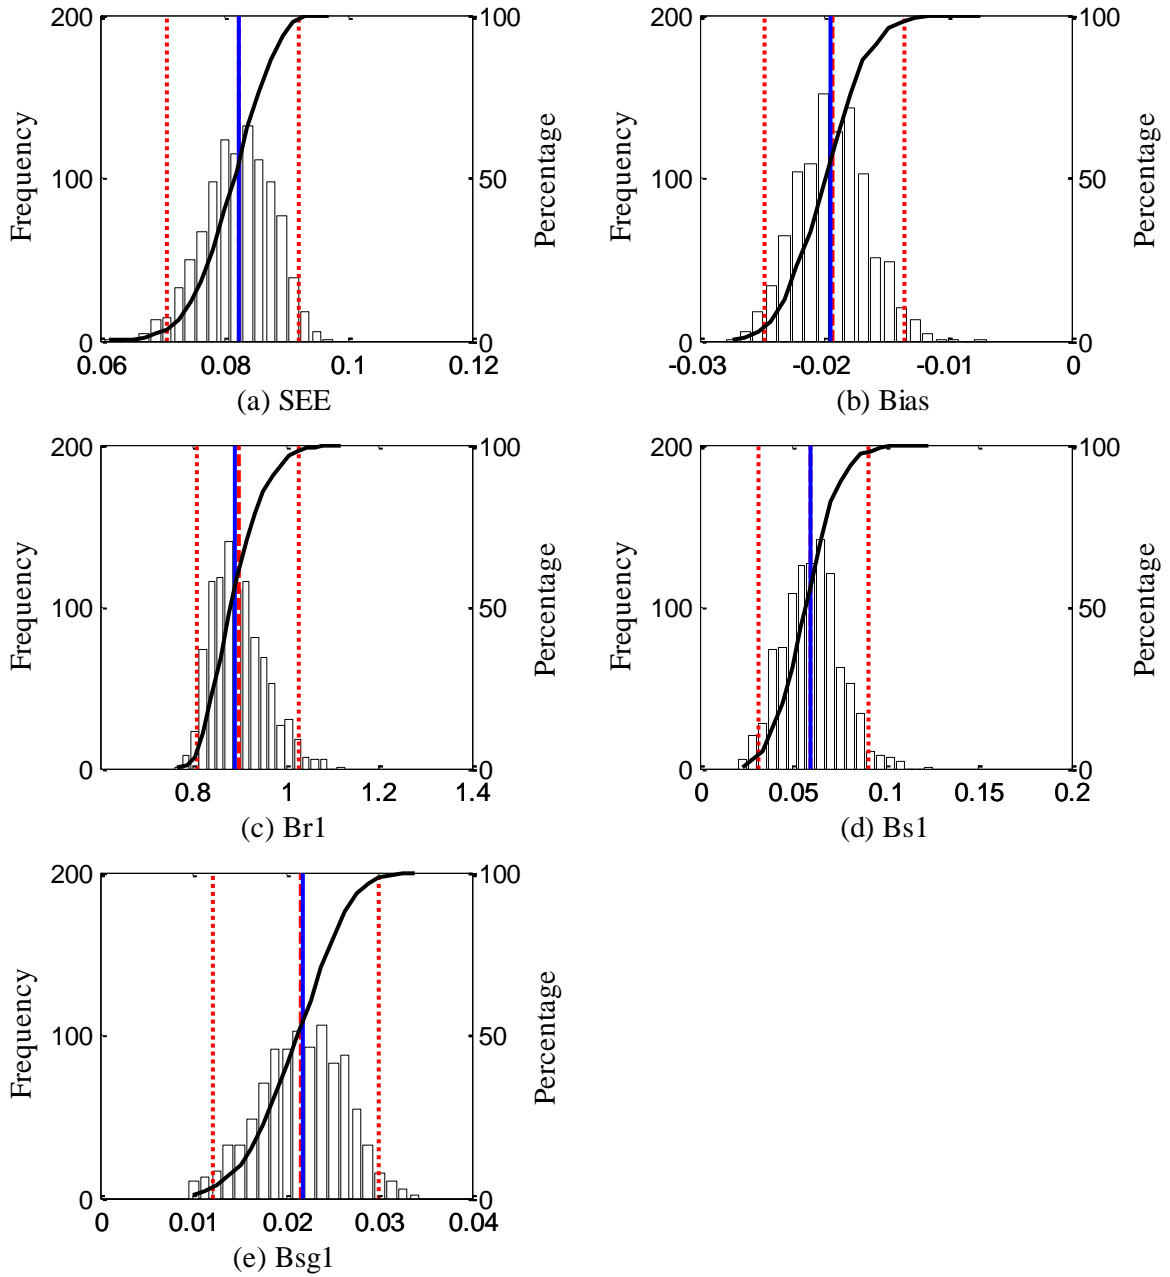 200 100
Frequency Percentage
100 50
0 0
0.06 0.08 0.1 0.12
(a) SEE
200 100
Frequency Percentage
100 50
0 0
-0.03 -0.02 -0.01 0
(b) Bias
200 100
Frequency Percentage
100 50
0 0
0.8 1 1.2 1.4
(c) Br1
200 100
Frequency Percentage
100 50
0 0
0 0.05 0.1 0.15 0.2
(d) Bs1
200 100
Frequency Percentage
100 50
0 0
0 0.01 0.02 0.03 0.04
(e) Bsg1